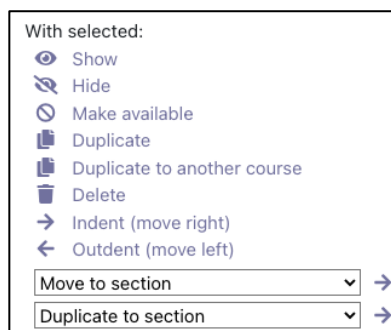 With selected:
Show
Hide
Make available
Duplicate
Duplicate to another course
Delete
Indent (move right)
Outdent (move left)
Move to section
Duplicate to section